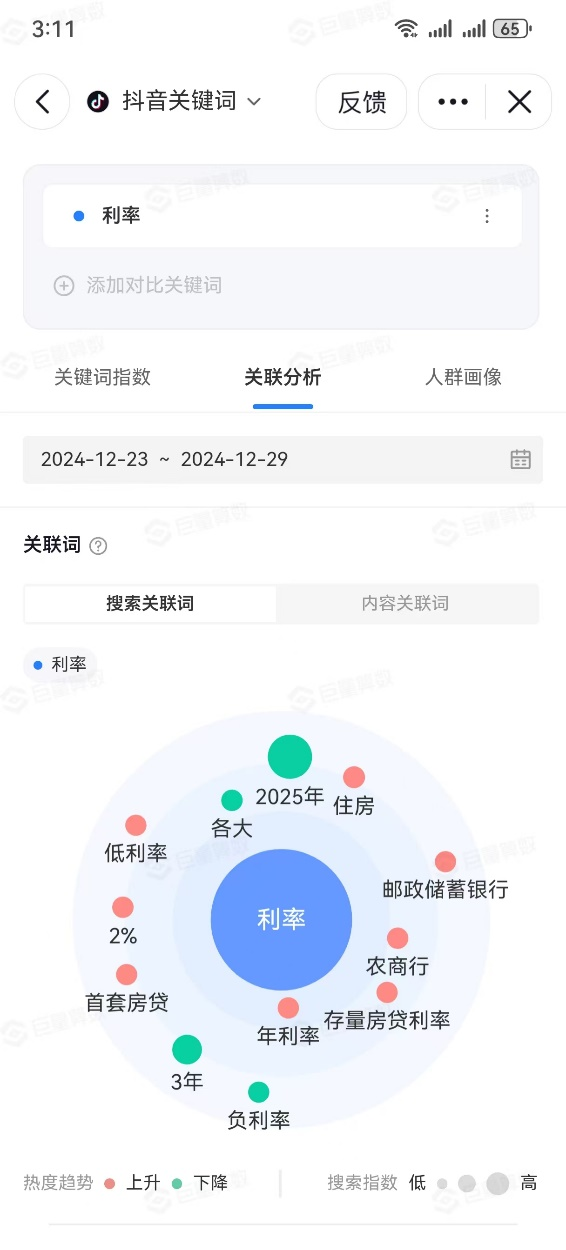 3:11
65
抖音关键词
反馈
利率
添加对比关键词
关键词指数
关联分析
人群画像
2024-12-23 ~ 2024-12-29
关联词
搜索关联词
内容关联词
利率
2025年
住房
各大
低利率
邮政储蓄银行
2%
利率
农商行
首套房贷
存量房贷利率
年利率
3年
负利率
热度趋势 上升 下降
搜索指数 低 高
巨量算数